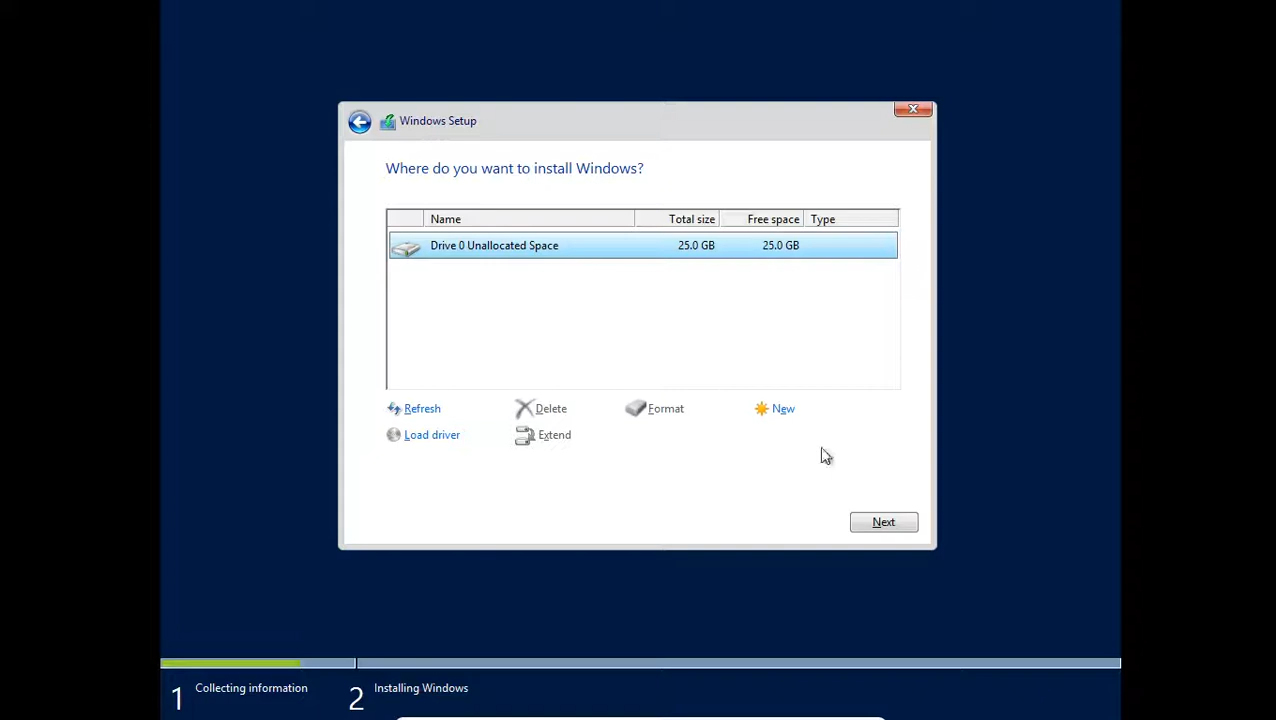 Windows Setup
Where do you want to install Windows?
Name Total size Free space Type
Drive 0 Unallocated Space 25.0 GB 25.0 GB
Refresh Delete Format New
Load driver Extend
Next
1 Collecting information 2 Installing Windows